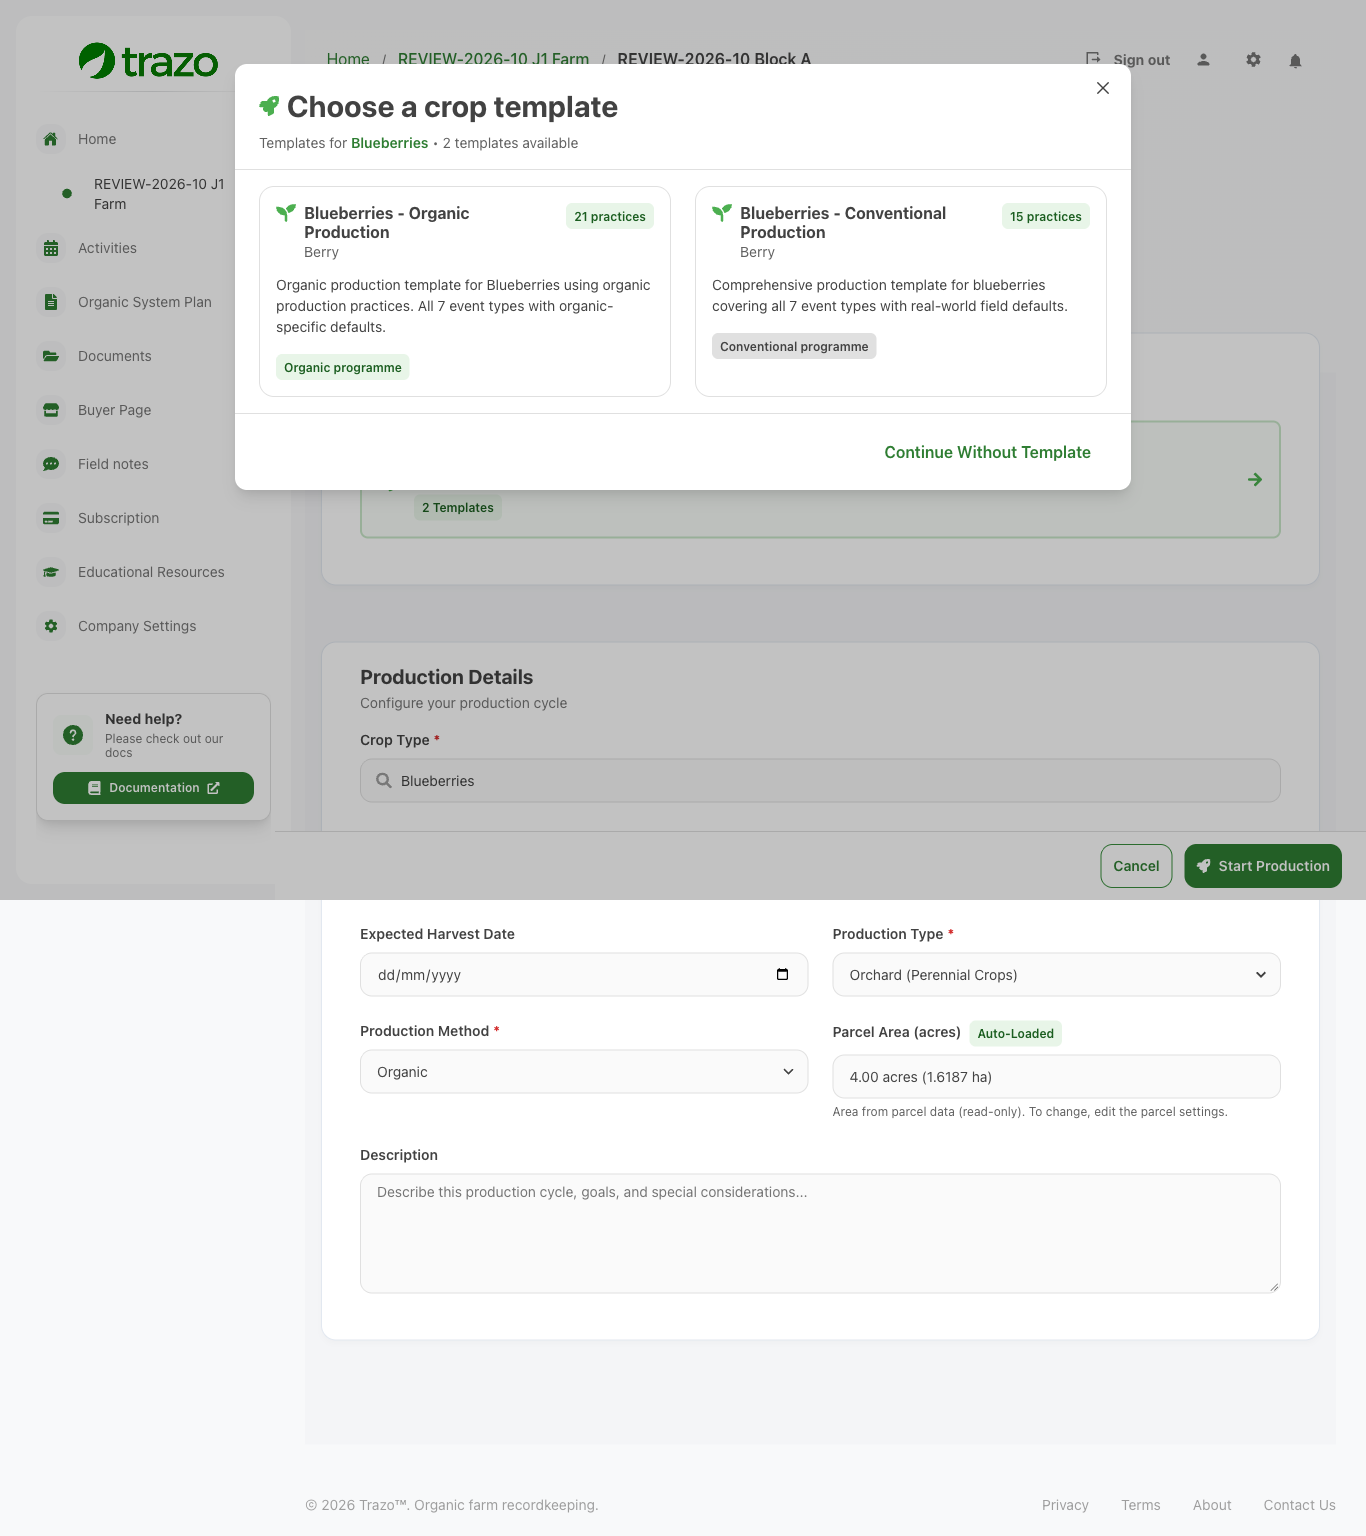 trazo
Home / REVIEW-2026-10 J1 Farm / REVIEW-2026-10 Block A
Sign out
Home
REVIEW-2026-10 J1
Farm
Activities
Organic System Plan
Documents
Buyer Page
Field notes
Subscription
Educational Resources
Company Settings
Need help?
Please check out our
docs
Documentation
Choose a crop template
Templates for Blueberries • 2 templates available
Blueberries - Organic
Production
21 practices
Berry
Organic production template for Blueberries using organic
production practices. All 7 event types with organic-
specific defaults.
Organic programme
Blueberries - Conventional
Production
15 practices
Berry
Comprehensive production template for blueberries
covering all 7 event types with real-world field defaults.
Conventional programme
Continue Without Template
2 Templates
Production Details
Configure your production cycle
Crop Type *
Blueberries
Cancel
Start Production
Expected Harvest Date
dd/mm/yyyy
Production Type *
Orchard (Perennial Crops)
Production Method *
Organic
Parcel Area (acres) Auto-Loaded
4.00 acres (1.6187 ha)
Area from parcel data (read-only). To change, edit the parcel settings.
Description
Describe this production cycle, goals, and special considerations...
© 2026 Trazo™. Organic farm recordkeeping.
Privacy
Terms
About
Contact Us